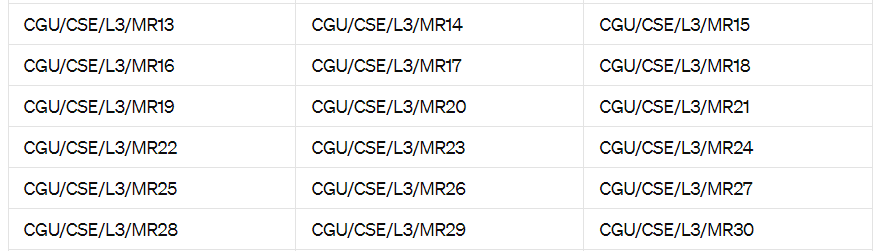 CGU/CSE/L3/MR13 CGU/CSE/L3/MR14 CGU/CSE/L3/MR15
CGU/CSE/L3/MR16 CGU/CSE/L3/MR17 CGU/CSE/L3/MR18
CGU/CSE/L3/MR19 CGU/CSE/L3/MR20 CGU/CSE/L3/MR21
CGU/CSE/L3/MR22 CGU/CSE/L3/MR23 CGU/CSE/L3/MR24
CGU/CSE/L3/MR25 CGU/CSE/L3/MR26 CGU/CSE/L3/MR27
CGU/CSE/L3/MR28 CGU/CSE/L3/MR29 CGU/CSE/L3/MR30